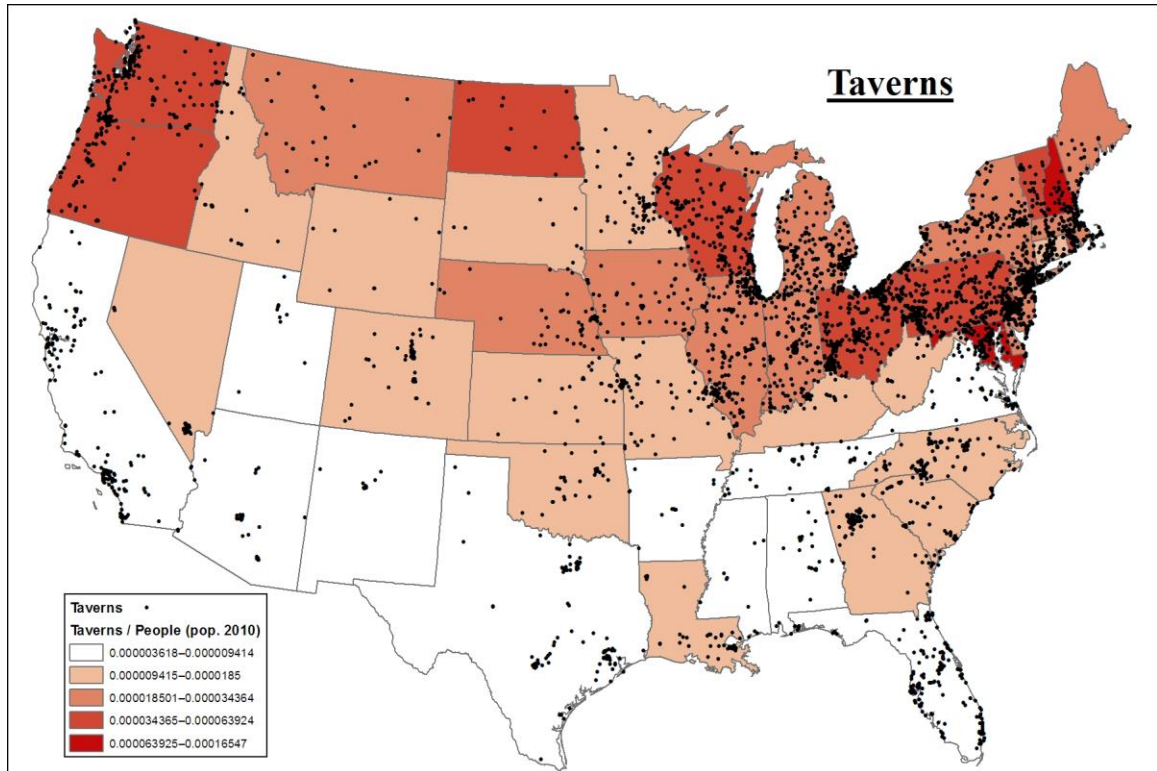 Taverns
Taverns
Taverns / People (pop. 2010)
0.000003618–0.000009414
0.000009415–0.0000185
0.000018501–0.000034364
0.000034365–0.000063924
0.000063925–0.00016547